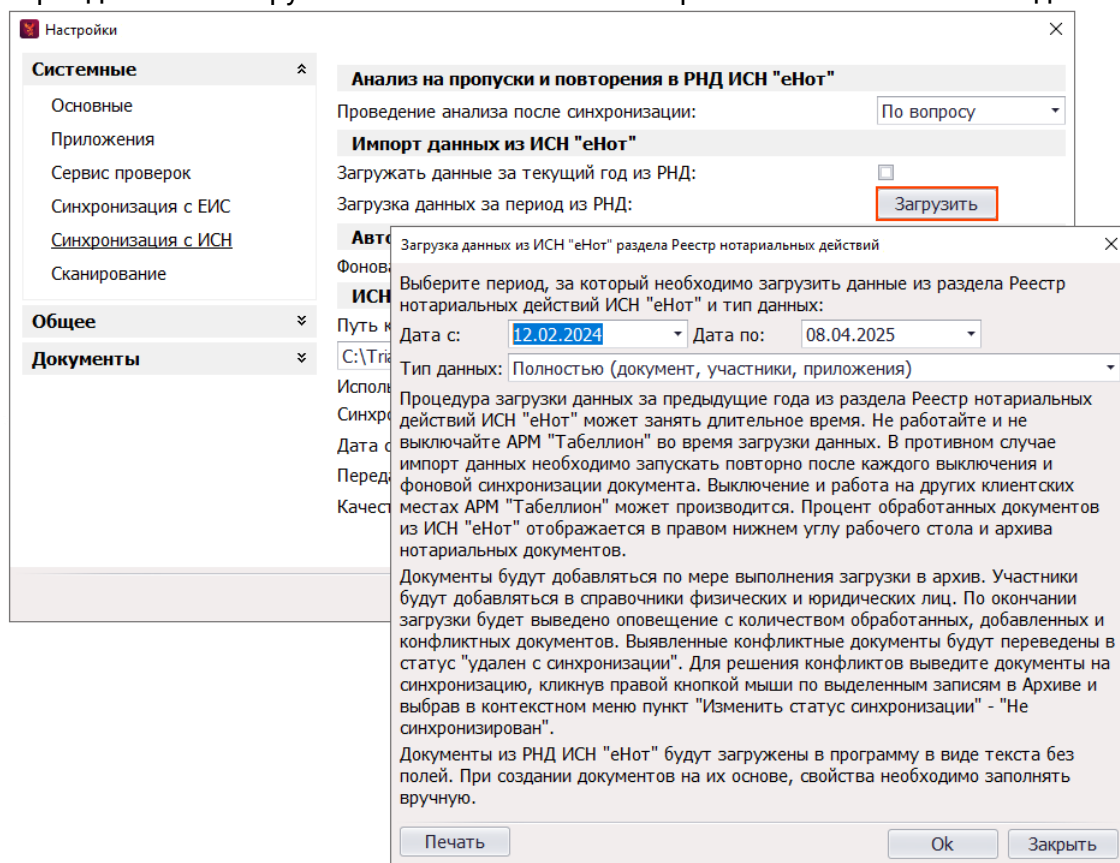 Настройки
Системные
Основные
Приложения
Сервис проверок
Синхронизация с ЕИС
Синхронизация с ИСН
Сканирование
Общее
Документы
Анализ на пропуски и повторения в РНД ИСН "еНот"
Проведение анализа после синхронизации: По вопросу
Импорт данных из ИСН "еНот"
Загружать данные за текущий год из РНД:
Загрузка данных за период из РНД: Загрузить
ИСН
Путь к
Дата с
Загрузка данных из ИСН "еНот" раздела Реестр нотариальных действий
Выберите период, за который необходимо загрузить данные из раздела Реестр
нотариальных действий ИСН "еНот" и тип данных:
Дата с: 12.02.2024 Дата по: 08.04.2025
Тип данных: Полностью (документ, участники, приложения)
Процедура загрузки данных за предыдущие года из раздела Реестр нотариальных
действий ИСН "еНот" может занять длительное время. Не работайте и не
выключайте АРМ "Табеллион" во время загрузки данных. В противном случае
импорт данных необходимо запускать повторно после каждого выключения и
фоновой синхронизации документа. Выключение и работа на других клиентских
местах АРМ "Табеллион" может производится. Процент обработанных документов
из ИСН "еНот" отображается в правом нижнем углу рабочего стола и архива
нотариальных документов.
Документы будут добавляться по мере выполнения загрузки в архив. Участники
будут добавляться в справочники физических и юридических лиц. По окончании
загрузки будет выведено оповещение с количеством обработанных, добавленных и
конфликтных документов. Выявленные конфликтные документы будут переведены в
статус "удален с синхронизации". Для решения конфликтов выведите документы на
синхронизацию, кликнув правой кнопкой мыши по выделенным записям в Архиве и
выбрав в контекстном меню пункт "Изменить статус синхронизации" - "Не
синхронизирован".
Документы из РНД ИСН "еНот" будут загружены в программу в виде текста без
полей. При создании документов на их основе, свойства необходимо заполнять
вручную.
Печать Ok Закрыть